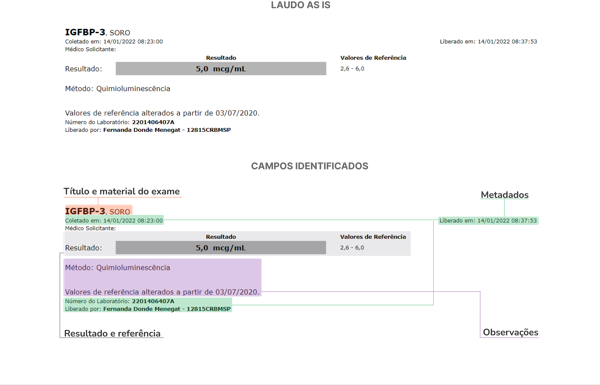 LAUDO AS IS
IGFBP-3, SORO
Coletado em: 14/01/2022 08:23:00 Liberado em: 14/01/2022 08:37:53
Médico Solicitante:
Resultado Valores de Referência
Resultado: 5,0 mcg/mL 2,6 - 6,0
Método: Quimioluminescência
Valores de referência alterados a partir de 03/07/2020.
Número do Laboratório: 2201406407A
Liberado por: Fernanda Donde Menegat - 12815CRBMSP
CAMPOS IDENTIFICADOS
Título e material do exame Metadados
IGFBP-3, SORO
Coletado em: 14/01/2022 08:23:00 Liberado em: 14/01/2022 08:37:53
Médico Solicitante:
Resultado Valores de Referência
Resultado: 5,0 mcg/mL 2,6 - 6,0
Método: Quimioluminescência
Valores de referência alterados a partir de 03/07/2020.
Número do Laboratório: 2201406407A
Liberado por: Fernanda Donde Menegat - 12815CRBMSP
Resultado e referência Observações